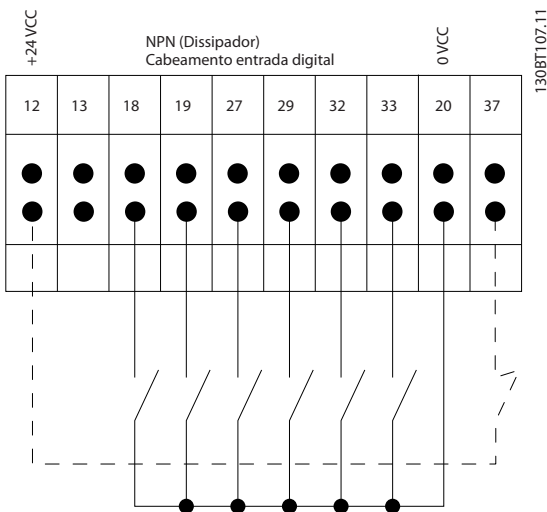 +24 VCC
NPN (Dissipador)
Cabeamento entrada digital
0 VCC
130BT107.11
12 13 18 19 27 29 32 33 20 37